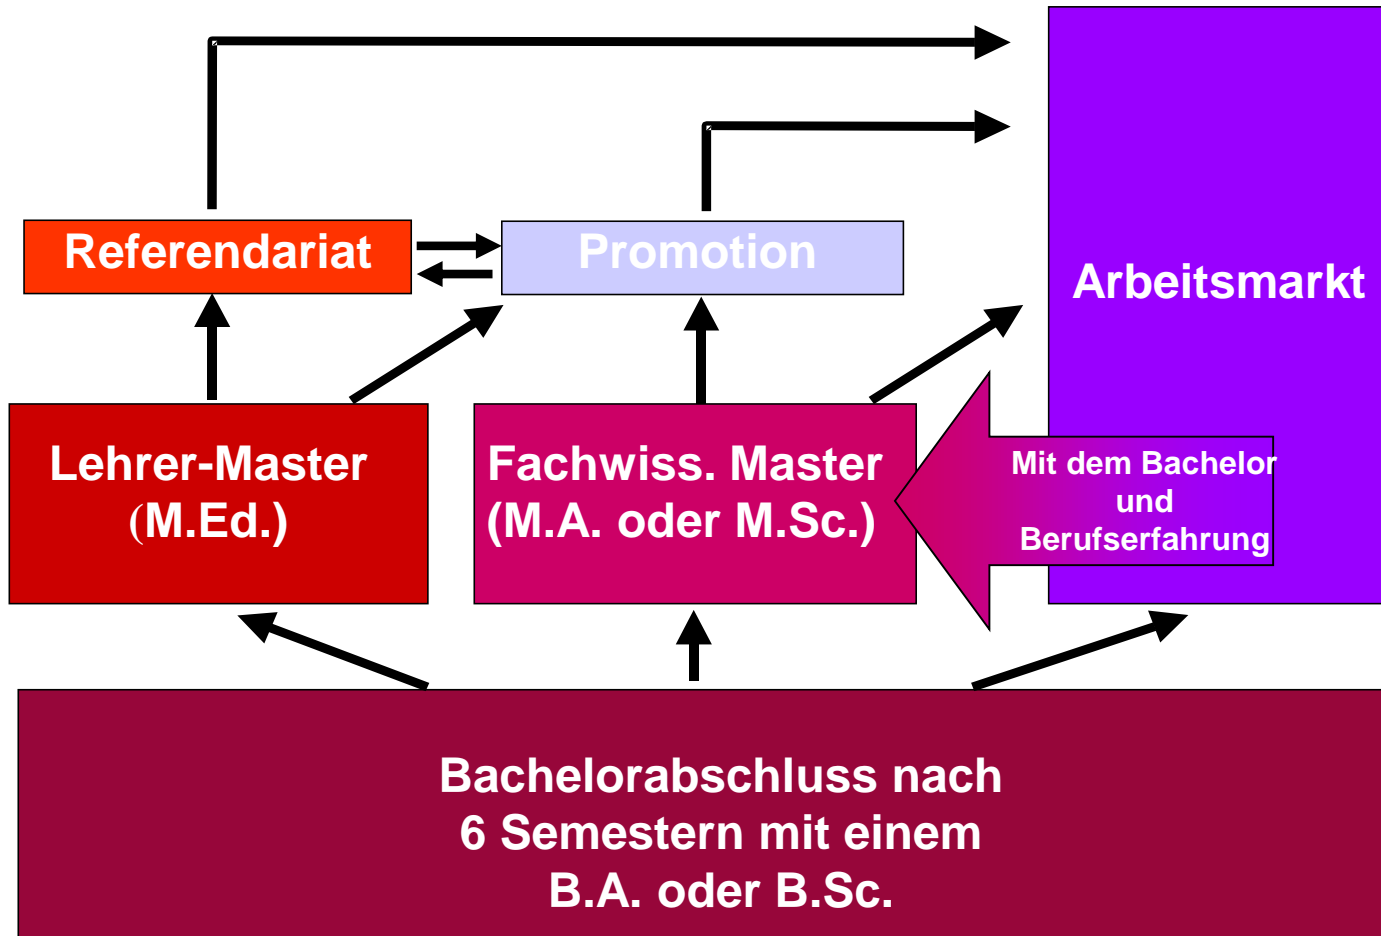 Referendariat
Promotion
Arbeitsmarkt
Lehrer-Master
(M.Ed.)
Fachwiss. Master
(M.A. oder M.Sc.)
Mit dem Bachelor
und
Berufserfahrung
Bachelorabschluss nach
6 Semestern mit einem
B.A. oder B.Sc.